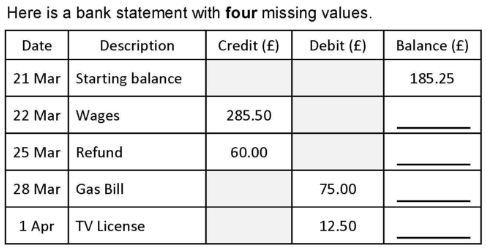 Here is a bank statement with four missing values.
Date Description Credit (£) Debit (£) Balance (£)
21 Mar Starting balance 185.25
22 Mar Wages 285.50
25 Mar Refund 60.00
28 Mar Gas Bill 75.00
1 Apr TV License 12.50